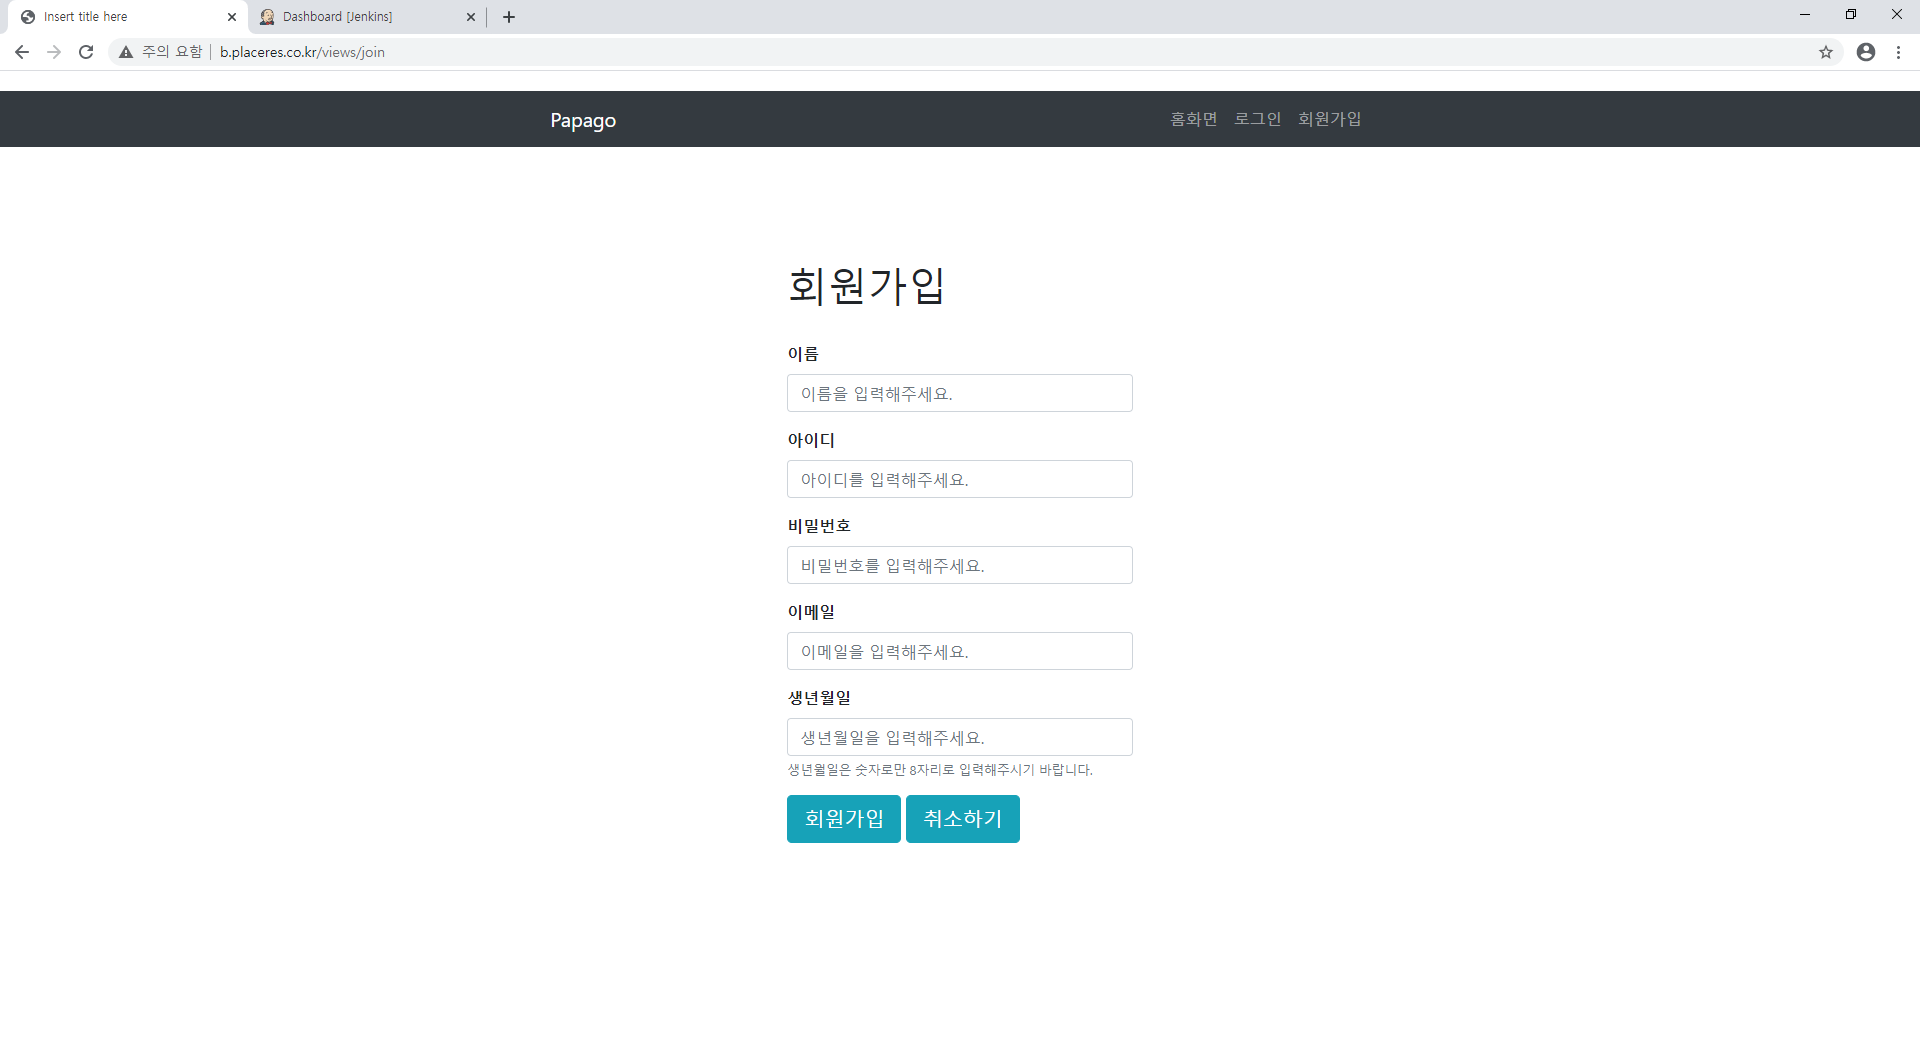 Insert title here
Dashboard [Jenkins]
주의 요함 b.placeres.co.kr/views/join
Papago 홈화면 로그인 회원가입
회원가입
이름
이름을 입력해주세요.
아이디
아이디를 입력해주세요.
비밀번호
비밀번호를 입력해주세요.
이메일
이메일을 입력해주세요.
생년월일
생년월일을 입력해주세요.
생년월일은 숫자로만 8자리로 입력해주시기 바랍니다.
회원가입 취소하기